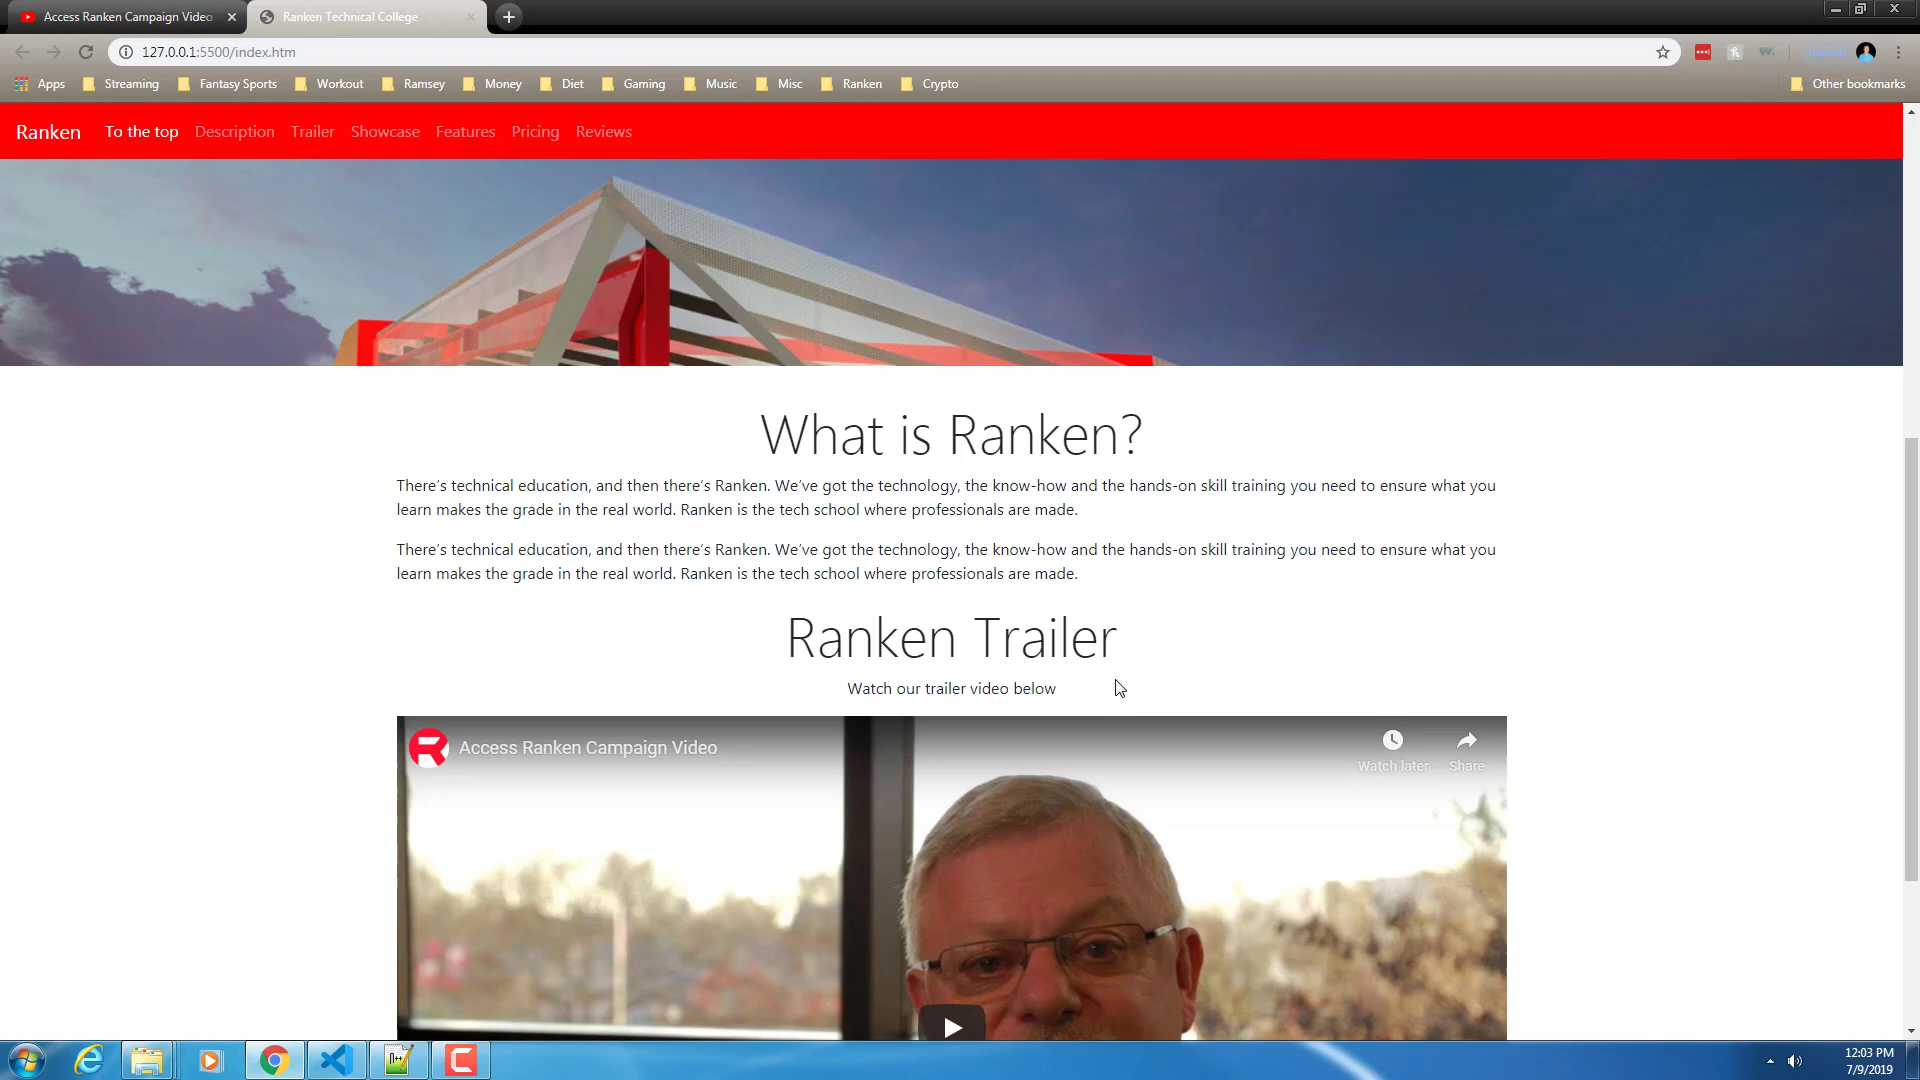 Access Ranken Campaign Video
Ranken Technical College
127.0.0.1:5500/index.htm
Apps Streaming Fantasy Sports Workout Ramsey Money Diet Gaming Music Misc Ranken Crypto Other bookmarks
Ranken To the top Description Trailer Showcase Features Pricing Reviews
What is Ranken?
There's technical education, and then there's Ranken. We've got the technology, the know-how and the hands-on skill training you need to ensure what you
learn makes the grade in the real world. Ranken is the tech school where professionals are made.
There's technical education, and then there's Ranken. We've got the technology, the know-how and the hands-on skill training you need to ensure what you
learn makes the grade in the real world. Ranken is the tech school where professionals are made.
Ranken Trailer
Watch our trailer video below
Access Ranken Campaign Video
Watch later Share
12:03 PM
7/9/2019